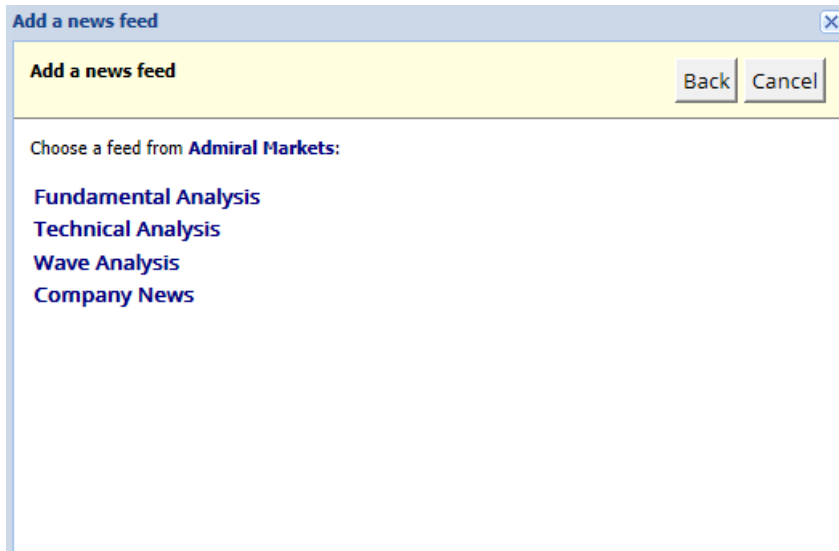 Add a news feed
Add a news feed
Back Cancel
Choose a feed from Admiral Markets:
Fundamental Analysis
Technical Analysis
Wave Analysis
Company News